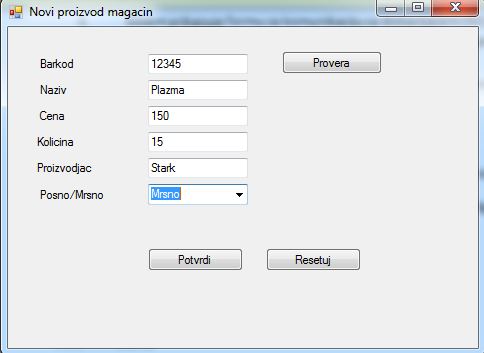 Novi proizvod magacin
Barkod 12345 Provera
Naziv Plazma
Cena 150
Kolicina 15
Proizvodjac Stark
Posno/Mrsno Mrsno
Potvrdi Resetuj